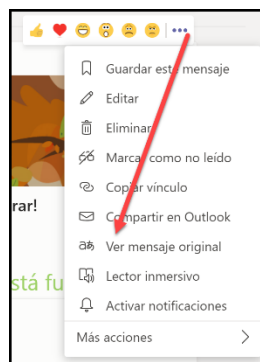 Guardar este mensaje
Editar
Eliminar
Marcar como no leído
Copiar vínculo
rar!
Compartir en Outlook
Ver mensaje original
stá fu
Lector inmersivo
Activar notificaciones
Más acciones